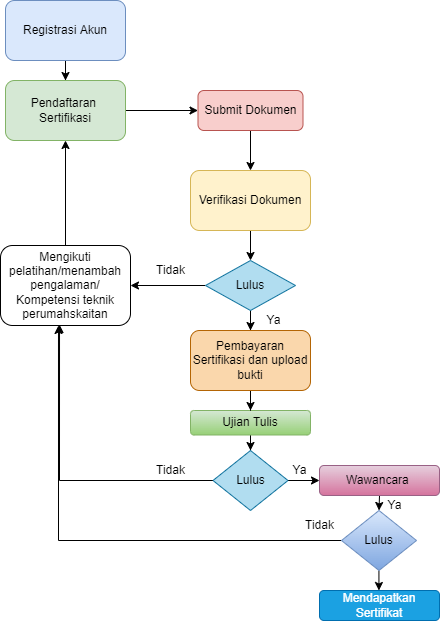 Registrasi Akun
Pendaftaran
Sertifikasi
Submit Dokumen
Verifikasi Dokumen
Mengikuti
pelatihan/menambah
pengalaman/
Kompetensi teknik
perumahskaitan
Tidak
Lulus
Ya
Pembayaran
Sertifikasi dan upload
bukti
Ujian Tulis
Tidak
Lulus
Ya
Wawancara
Ya
Tidak
Lulus
Mendapatkan
Sertifikat